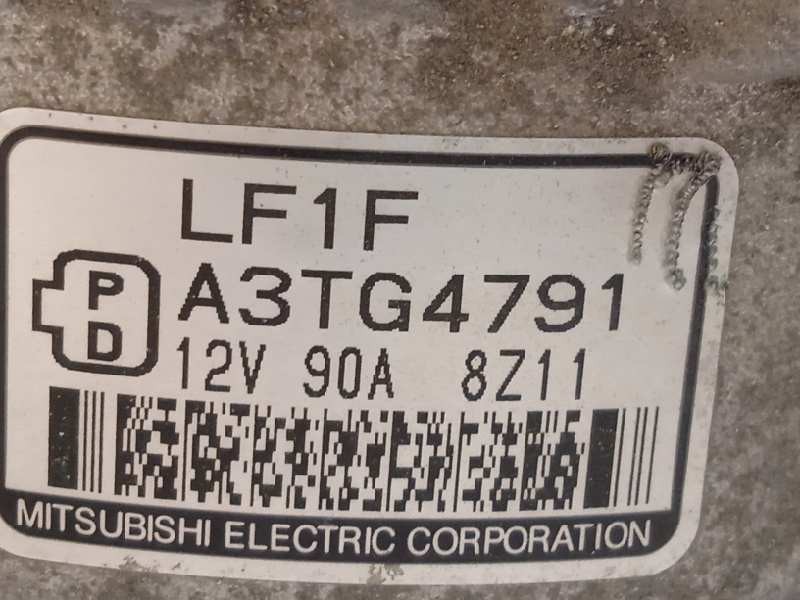 LF1F
A3TG4791
P
D
12V 90A 8Z11
MITSUBISHI ELECTRIC CORPORATION